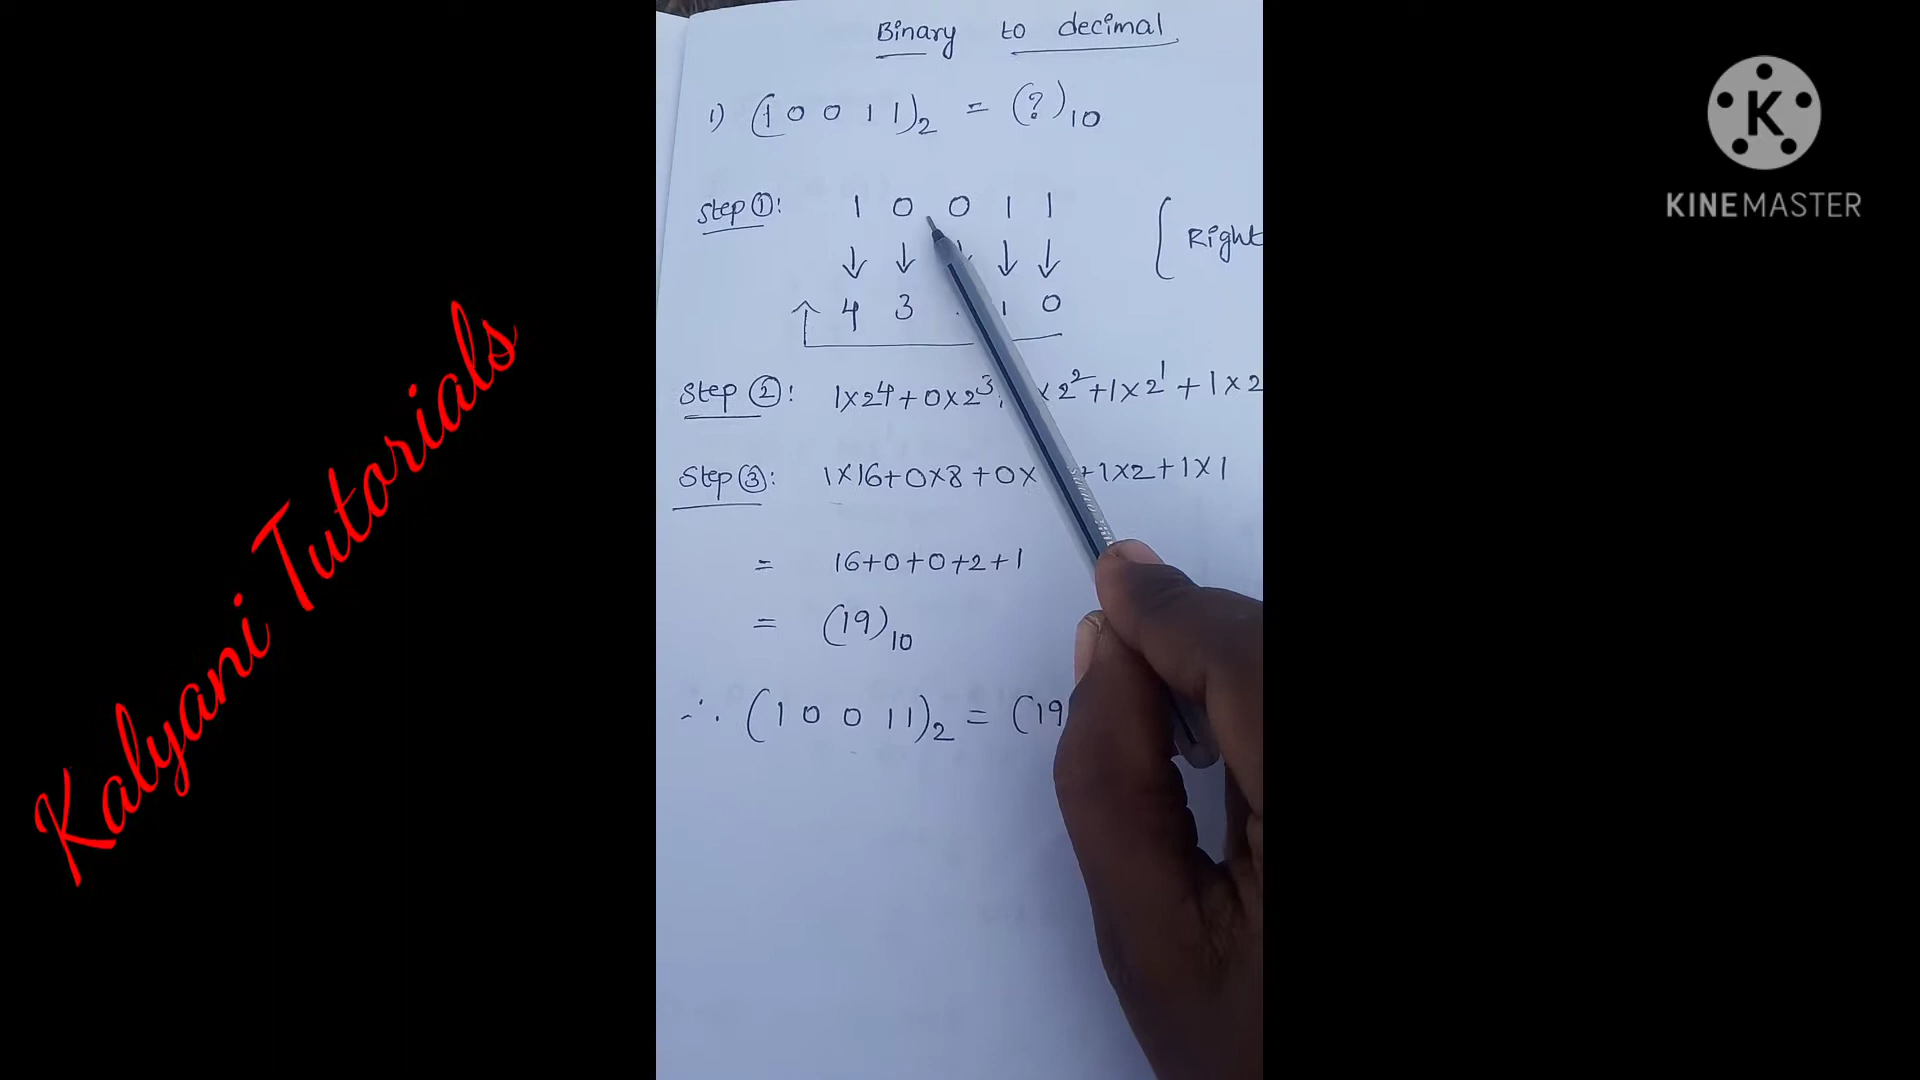 Binary to decimal
1) (1 0 0 1 1)₂ = (?)₁₀
Step ①: 1 0 0 1 1 { Right
↓ ↓ ↓ ↓ ↓
4 3 1 0
Step ②: 1×2⁴+0×2³ ×2²+1×2¹+1×2
Step ③: 1×16+0×8+0× +1×2+1×1
= 16+0+0+2+1
= (19)₁₀
∴ (1 0 0 1 1)₂ = (19
Kalyani Tutorials
K
KINEMASTER